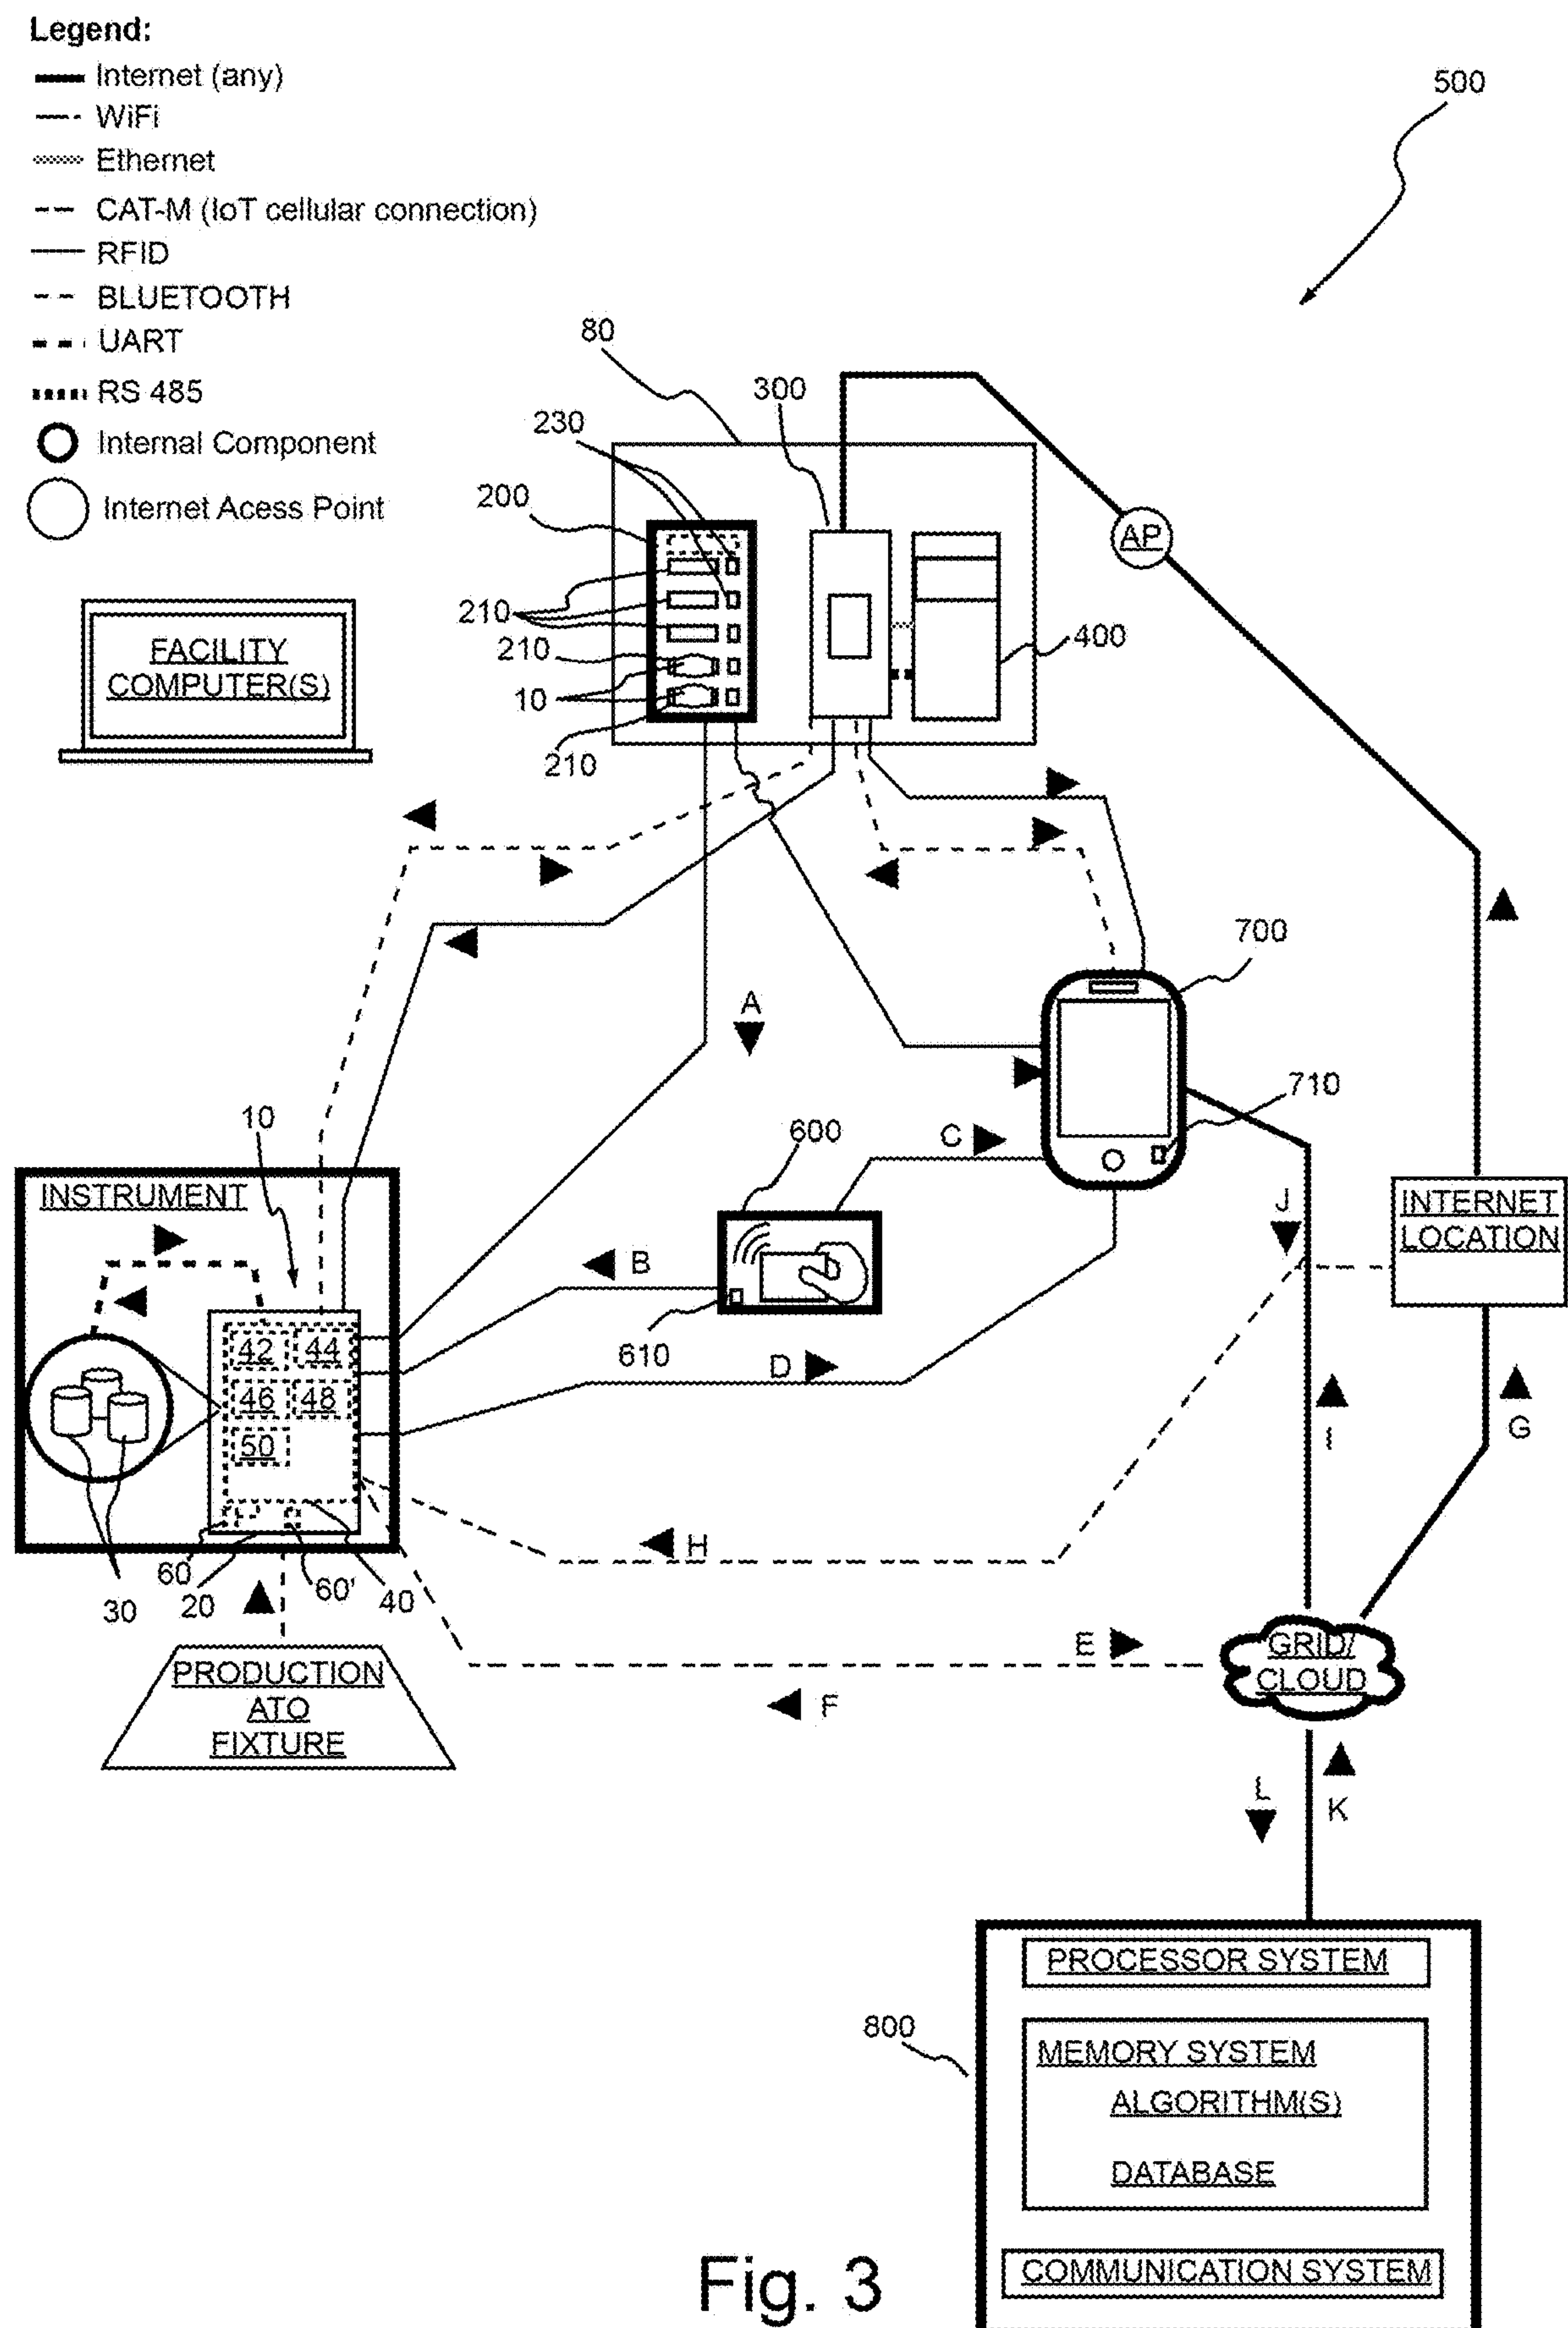 Legend:
Internet (any)
WiFi
Ethernet
CAT-M (IoT cellular connection)
RFID
BLUETOOTH
UART
RS 485
Internal Component
Internet Acess Point
500
80
300
230
200
AP
210
400
210
10
210
FACILITY
COMPUTER(S)
700
A
710
10
600
C
INSTRUMENT
J
INTERNET
LOCATION
B
610
42
44
D
46
48
50
I
G
H
60
20
60'
40
30
E
GRID/
CLOUD
F
PRODUCTION
ATO
FIXTURE
L
K
PROCESSOR SYSTEM
800
MEMORY SYSTEM
ALGORITHM(S)
DATABASE
COMMUNICATION SYSTEM
Fig. 3